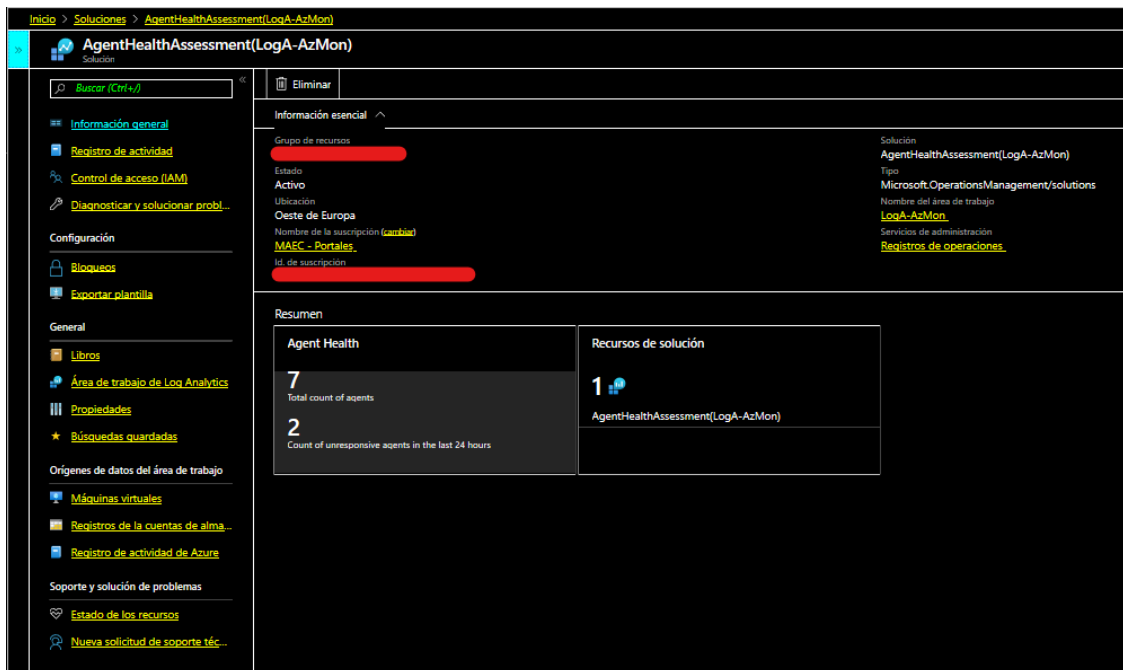 Inicio > Soluciones > AgentHealthAssessment(LogA-AzMon)
AgentHealthAssessment(LogA-AzMon)
Solución
Buscar (Ctrl+/)
Información general
Registro de actividad
Control de acceso (IAM)
Diagnosticar y solucionar probl...
Configuración
Bloqueos
Exportar plantilla
General
Libros
Área de trabajo de Log Analytics
Propiedades
Búsquedas guardadas
Orígenes de datos del área de trabajo
Máquinas virtuales
Registros de la cuentas de alma...
Registro de actividad de Azure
Soporte y solución de problemas
Estado de los recursos
Nueva solicitud de soporte téc...
Eliminar
Información esencial
Grupo de recursos
Estado
Activo
Ubicación
Oeste de Europa
Nombre de la suscripción (cambiar)
MAEC - Portales
Id. de suscripción
Solución
AgentHealthAssessment(LogA-AzMon)
Tipo
Microsoft.OperationsManagement/solutions
Nombre del área de trabajo
LogA-AzMon
Servicios de administración
Registros de operaciones
Resumen
Agent Health
7
Total count of agents
2
Count of unresponsive agents in the last 24 hours
Recursos de solución
1
AgentHealthAssessment(LogA-AzMon)